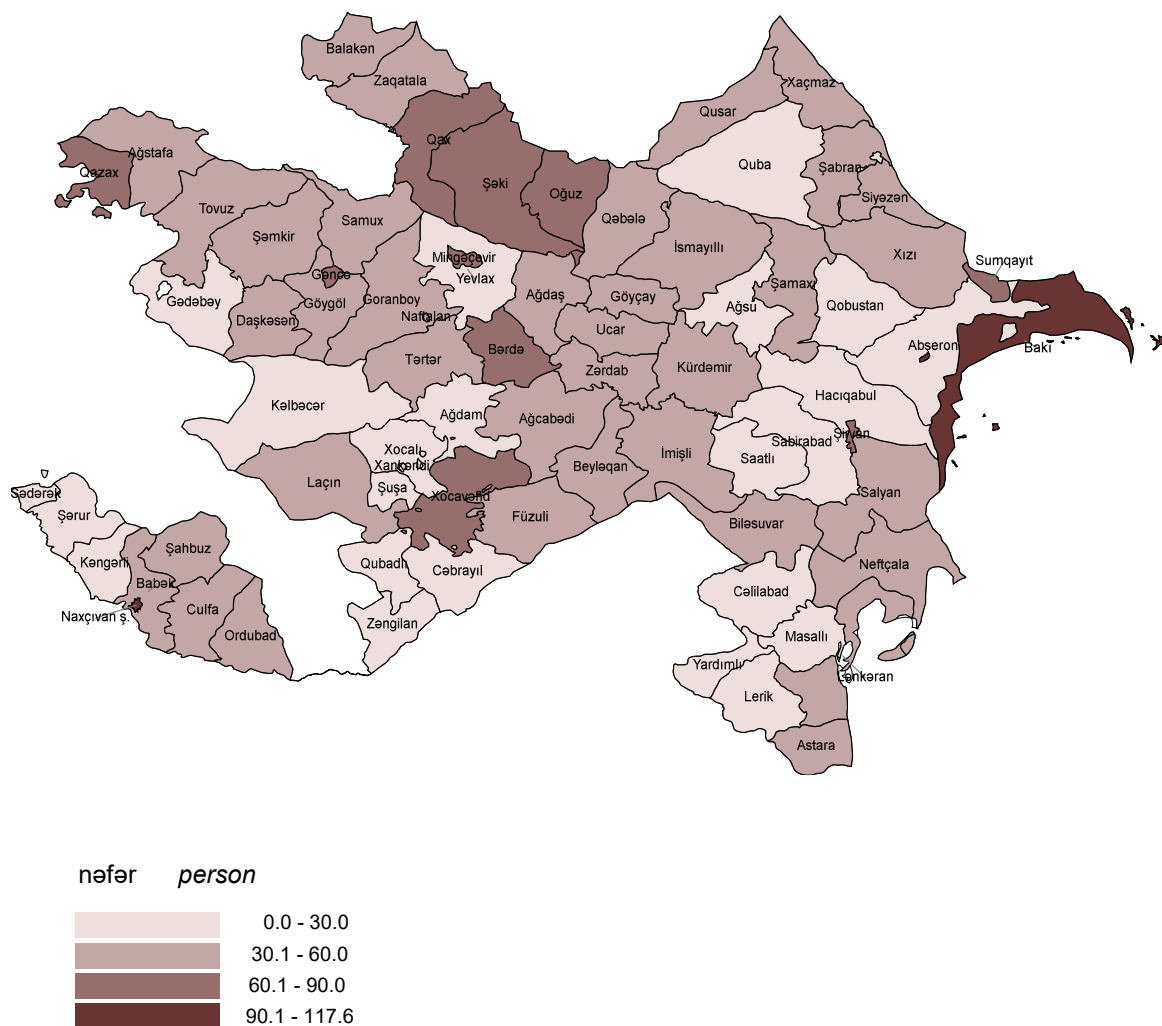 Balakən
Zaqatala
Xaçmaz
Qusar
Qax
Ağstafa
Quba
Şabran
Qazax
Şəki
Oğuz
Siyəzən
Tovuz
Samux
Qəbələ
Şəmkir
İsmayıllı
Xızı
Mingəçevir
Sumqayıt
Gəncə
Yevlax
Şamaxı
Gədəbəy
Göygöl
Goranboy
Ağdaş
Göyçay
Ağsu
Qobustan
Daşkəsən
Naftalan
Ucar
Abşeron
Bakı
Bərdə
Tərtər
Zərdab
Kürdəmir
Hacıqabul
Kəlbəcər
Ağdam
Ağcabədi
Şirvan
Sabirabad
Xocalı
Xankəndi
İmişli
Saatlı
Beyləqan
Laçın
Şuşa
Xocavənd
Salyan
Sədərək
Şərur
Füzuli
Biləsuvar
Şahbuz
Kəngərli
Qubadlı
Cəbrayıl
Neftçala
Babək
Cəlilabad
Culfa
Naxçıvan ş.
Zəngilan
Ordubad
Masallı
Yardımlı
Lənkəran
Lerik
Astara
nəfər person
0.0 - 30.0
30.1 - 60.0
60.1 - 90.0
90.1 - 117.6